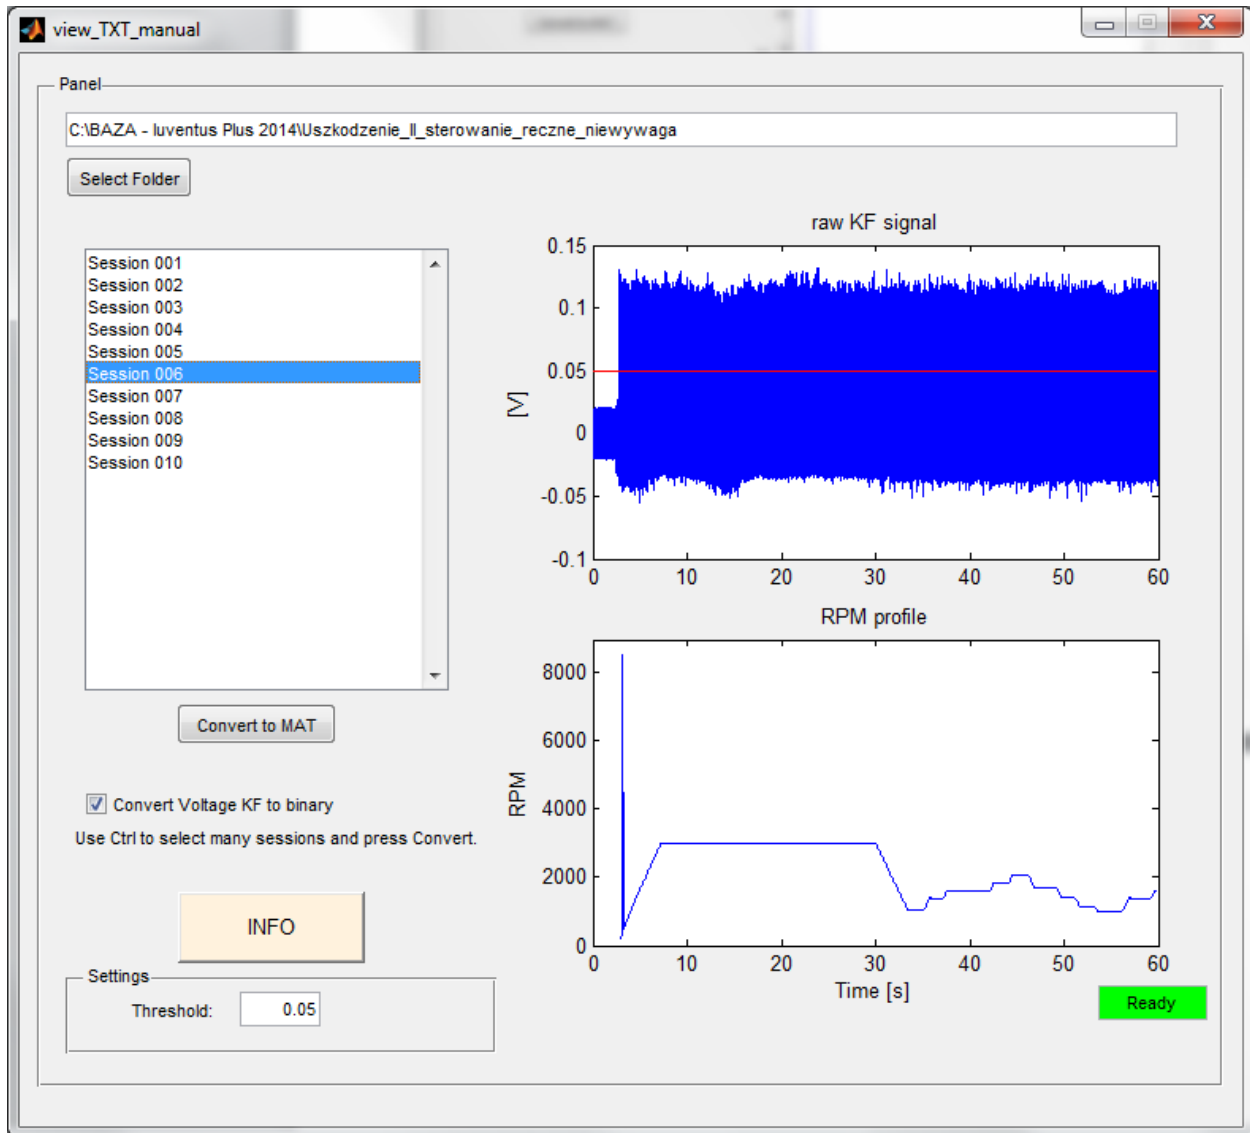 view_TXT_manual
Panel
C:\BAZA - Iuventus Plus 2014\Uszkodzenie_II_sterowanie_reczne_niewywaga
Select Folder
Session 001
Session 002
Session 003
Session 004
Session 005
Session 006
Session 007
Session 008
Session 009
Session 010
Convert to MAT
Convert Voltage KF to binary
Use Ctrl to select many sessions and press Convert.
INFO
Settings
Threshold: 0.05
raw KF signal
0.15
0.1
0.05
0
-0.05
-0.1
[V]
0 10 20 30 40 50 60
RPM profile
8000
6000
4000
2000
0
RPM
0 10 20 30 40 50 60
Time [s]
Ready